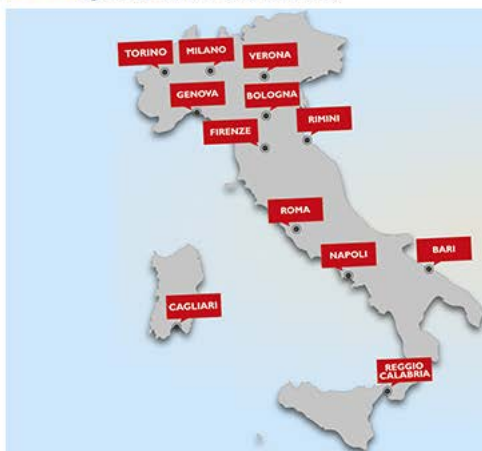 TORINO
MILANO
VERONA
GENOVA
BOLOGNA
FIRENZE
RIMINI
ROMA
NAPOLI
BARI
CAGLIARI
REGGIO
CALABRIA